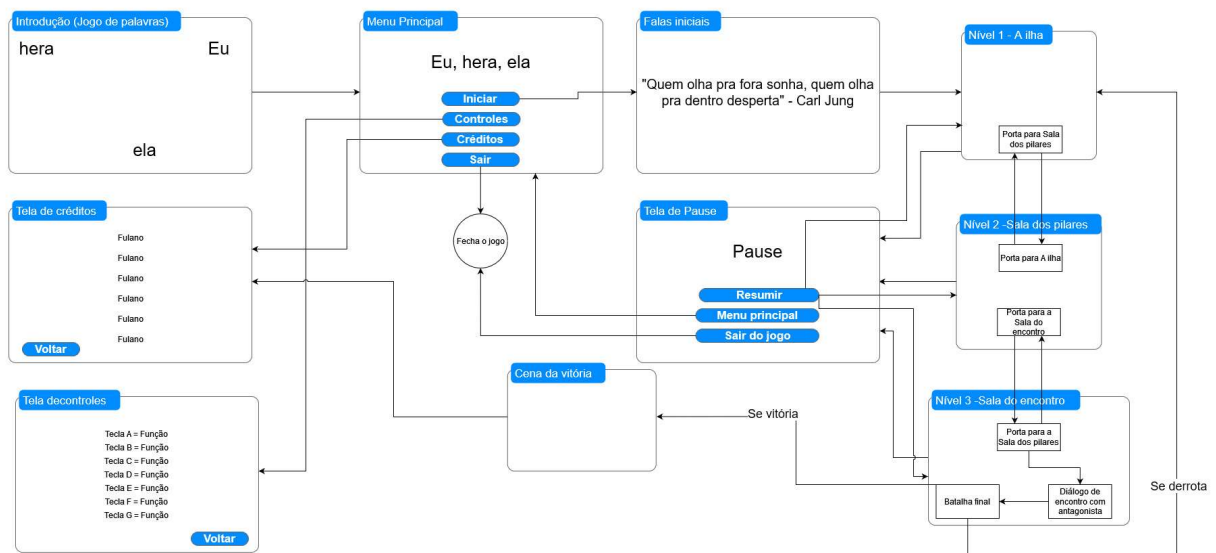 Introdução (Jogo de palavras)
hera
Eu
ela
Menu Principal
Eu, hera, ela
Iniciar
Controles
Créditos
Sair
Fecha o jogo
Falas iniciais
"Quem olha pra fora sonha, quem olha
pra dentro desperta" - Carl Jung
Nível 1 - A ilha
Porta para Sala
dos pilares
Tela de créditos
Fulano
Fulano
Fulano
Fulano
Fulano
Fulano
Voltar
Tela de Pause
Pause
Resumir
Menu principal
Sair do jogo
Nível 2 -Sala dos pilares
Porta para A ilha
Porta para a
Sala do
encontro
Tela decontroles
Tecla A = Função
Tecla B = Função
Tecla C = Função
Tecla D = Função
Tecla E = Função
Tecla F = Função
Tecla G = Função
Voltar
Cena da vitória
Se vitória
Nível 3 -Sala do encontro
Porta para a
Sala dos pilares
Batalha final
Diálogo de
encontro com
antagonista
Se derrota